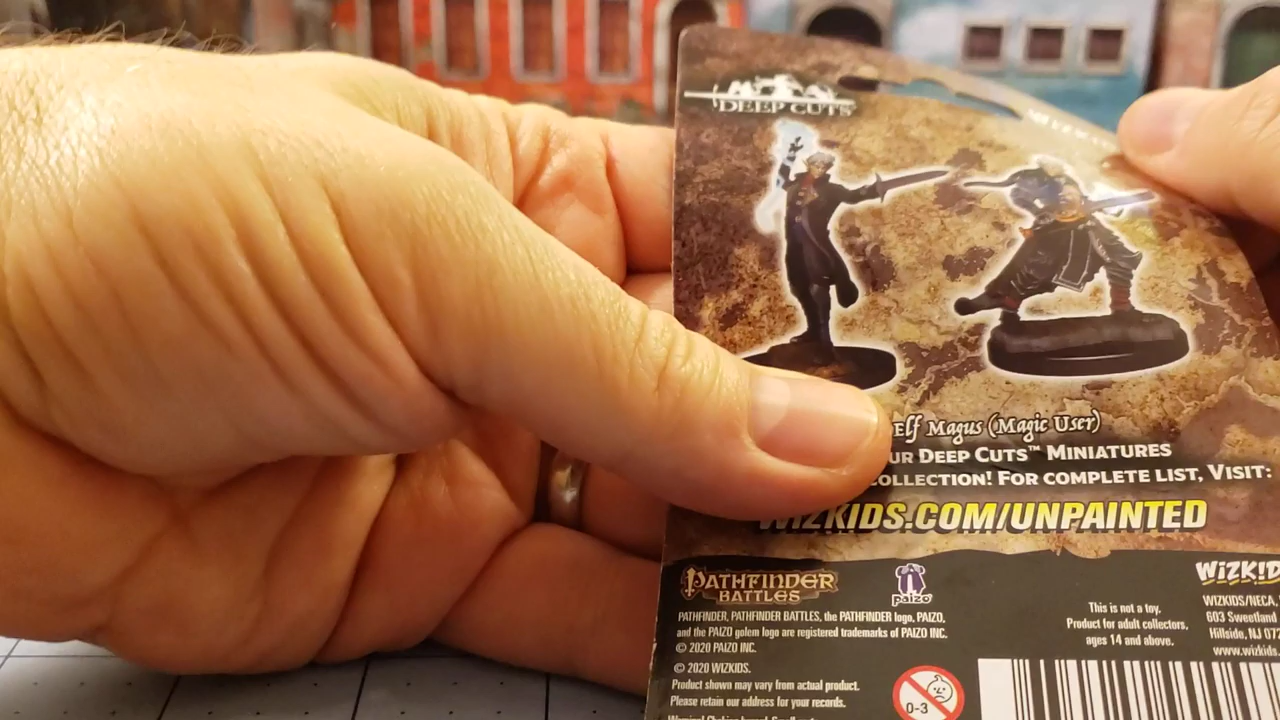 DEEP CUTS
Elf Magus (Magic User)
UR DEEP CUTS™ MINIATURES
COLLECTION! FOR COMPLETE LIST, VISIT:
WIZKIDS.COM/UNPAINTED
PATHFINDER
BATTLES
paizo
WIZKID
PATHFINDER, PATHFINDER BATTLES, the PATHFINDER logo, PAIZO,
and the PAIZO golem logo are registered trademarks of PAIZO INC.
© 2020 PAIZO INC.
© 2020 WIZKIDS.
Product shown may vary from actual product.
Please retain our address for your records.
This is not a toy.
Product for adult collectors,
ages 14 and above.
WIZKIDS/NECA,
603 Sweetland
Hillside, NJ 072
www.wizkids.
0-3